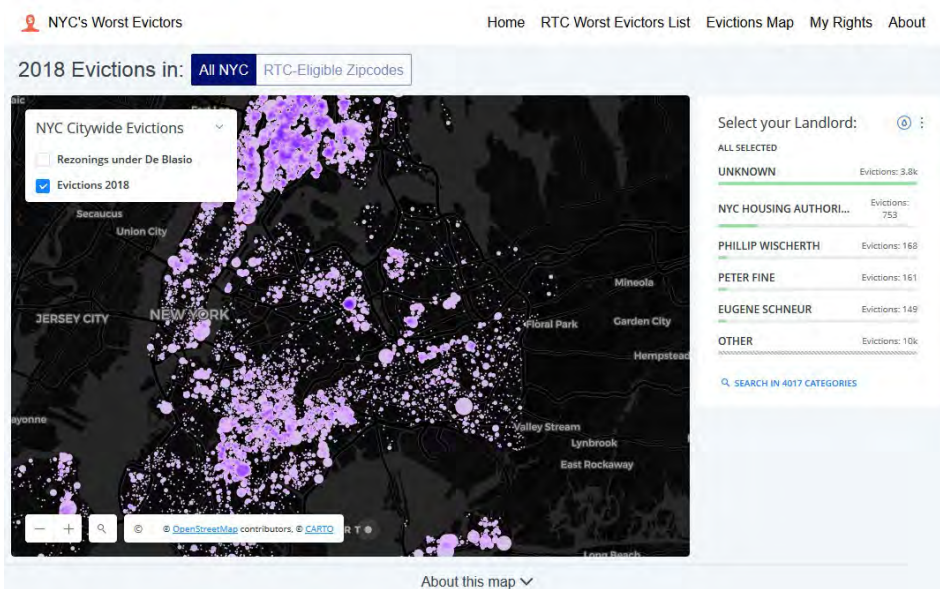 NYC's Worst Evictors
Home RTC Worst Evictors List Evictions Map My Rights About
2018 Evictions in: All NYC RTC-Eligible Zipcodes
NYC Citywide Evictions
Rezonings under De Blasio
Evictions 2018
Secaucus
Union City
JERSEY CITY
NEW YORK
Mineola
Floral Park
Garden City
Hempstead
Valley Stream
Lynbrook
East Rockaway
Long Beach
ayonne
© © OpenStreetMap contributors, © CARTO
Select your Landlord:
ALL SELECTED
UNKNOWN Evictions: 3.8k
NYC HOUSING AUTHORI... Evictions: 753
PHILLIP WISCHERTH Evictions: 168
PETER FINE Evictions: 161
EUGENE SCHNEUR Evictions: 149
OTHER Evictions: 10k
SEARCH IN 4017 CATEGORIES
About this map